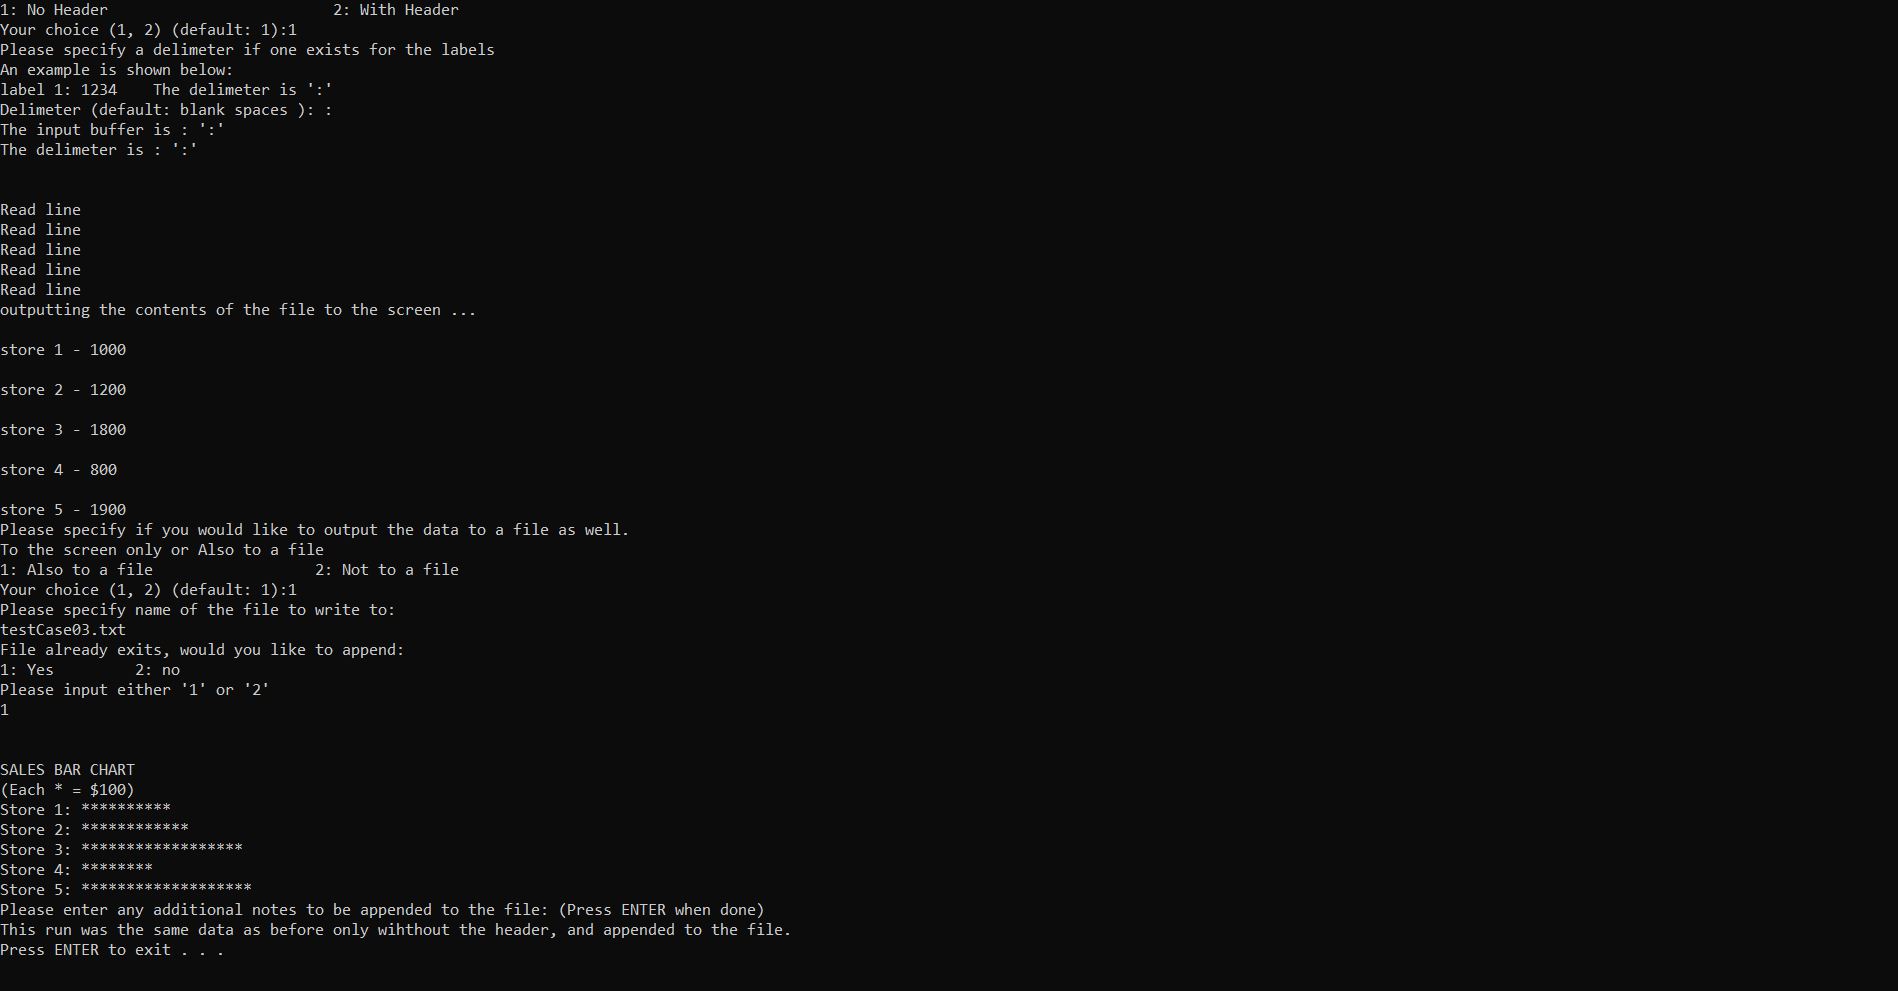 1: No Header                         2: With Header
Your choice (1, 2) (default: 1):1
Please specify a delimeter if one exists for the labels
An example is shown below:
label 1: 1234    The delimeter is ':'
Delimeter (default: blank spaces ): :
The input buffer is : ':'
The delimeter is : ':'
Read line
Read line
Read line
Read line
Read line
outputting the contents of the file to the screen ...
store 1 - 1000
store 2 - 1200
store 3 - 1800
store 4 - 800
store 5 - 1900
Please specify if you would like to output the data to a file as well.
To the screen only or Also to a file
1: Also to a file                  2: Not to a file
Your choice (1, 2) (default: 1):1
Please specify name of the file to write to:
testCase03.txt
File already exits, would you like to append:
1: Yes         2: no
Please input either '1' or '2'
1
SALES BAR CHART
(Each * = $100)
Store 1: **********
Store 2: ************
Store 3: ******************
Store 4: ********
Store 5: *******************
Please enter any additional notes to be appended to the file: (Press ENTER when done)
This run was the same data as before only wihthout the header, and appended to the file.
Press ENTER to exit . . .